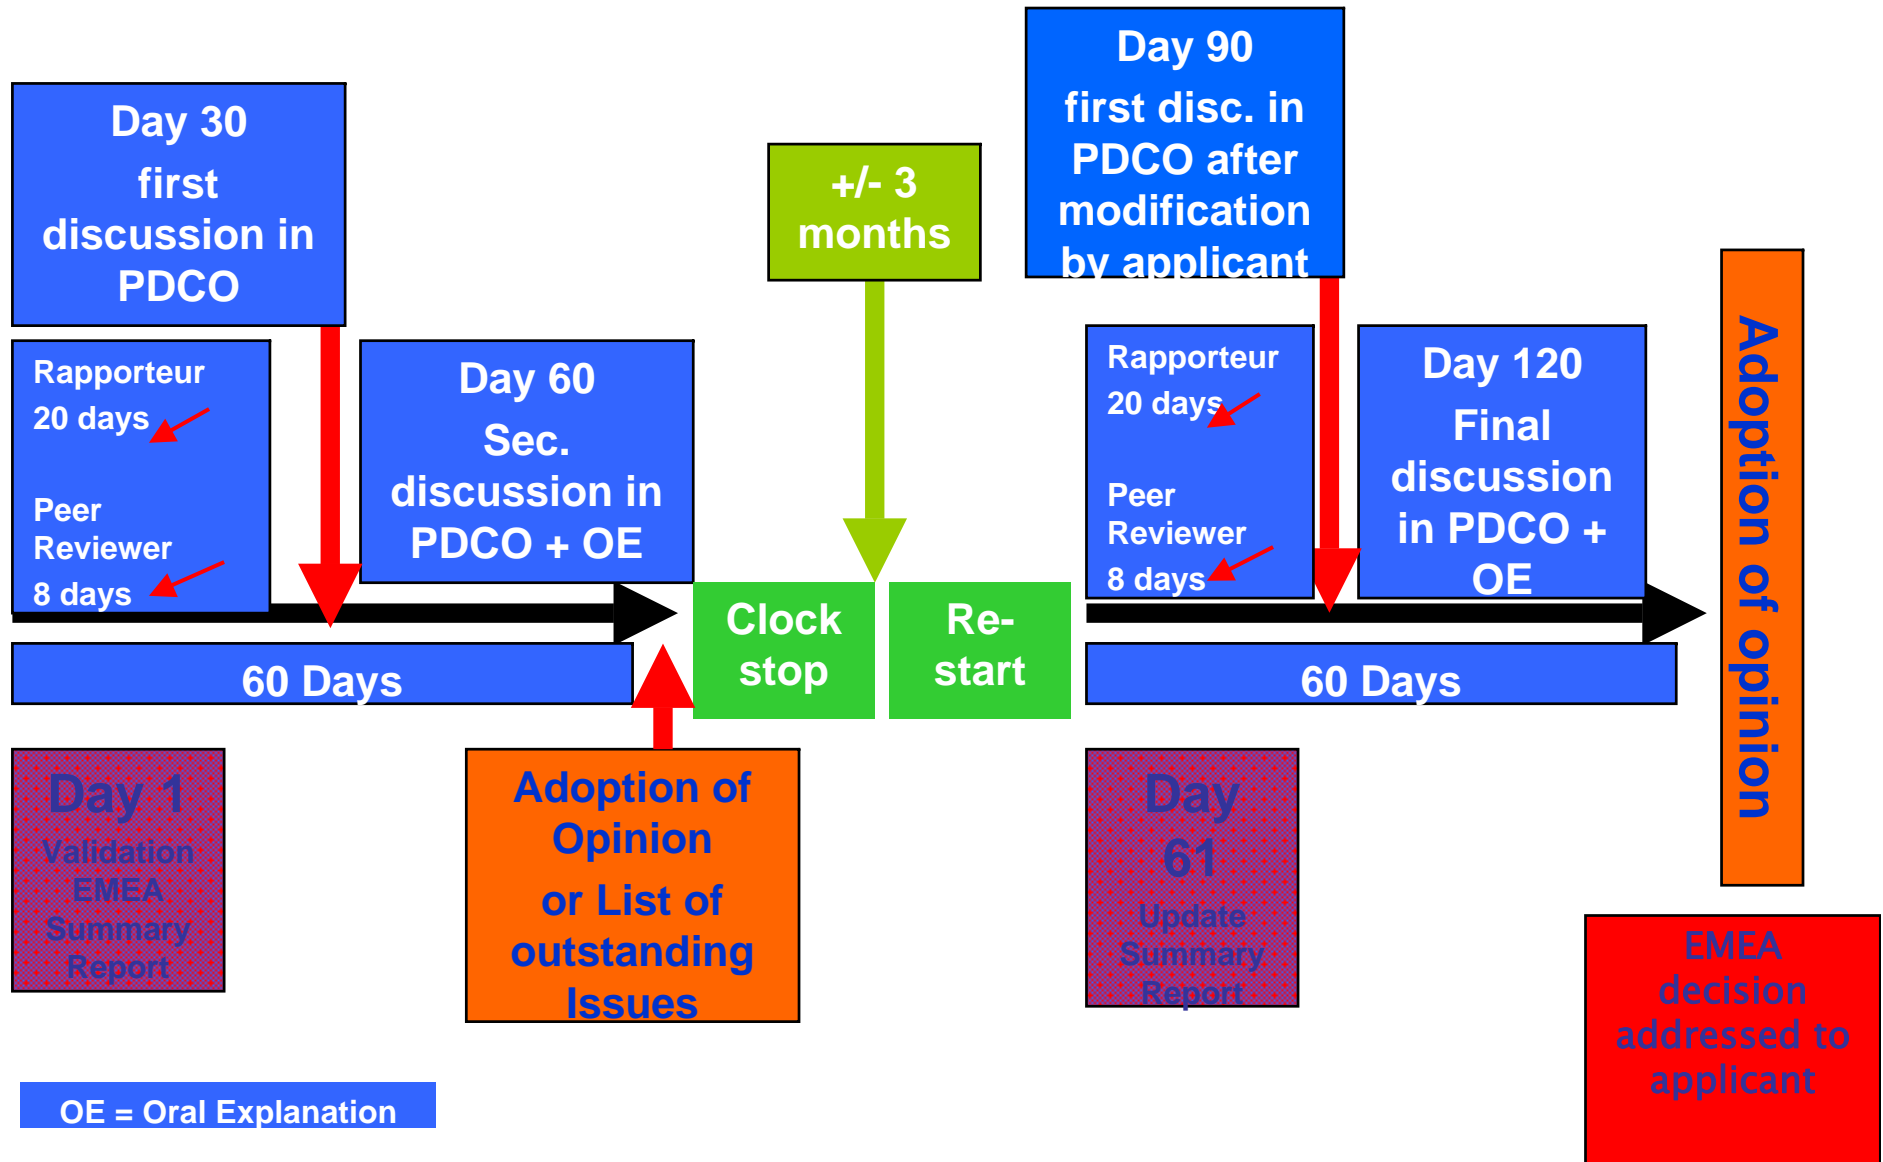 Day 30
first
discussion in
PDCO
Rapporteur
20 days
Peer
Reviewer
8 days
Day 60
Sec.
discussion in
PDCO + OE
+/- 3
months
Day 90
first disc. in
PDCO after
modification
by applicant
Rapporteur
20 days
Peer
Reviewer
8 days
Day 120
Final
discussion
in PDCO +
OE
Adoption of opinion
Clock
stop
Re-
start
60 Days
60 Days
Day 1
Validation
EMEA
Summary
Report
Adoption of
Opinion
or List of
outstanding
Issues
Day
61
Update
Summary
Report
EMEA
decision
addressed to
applicant
OE = Oral Explanation